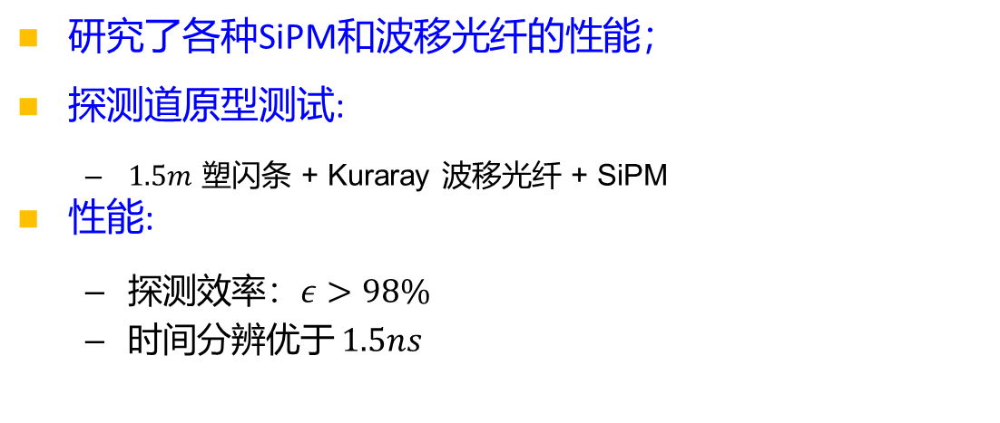 研究了各种SiPM和波移光纤的性能；
探测道原型测试:
– 1.5m 塑闪条 + Kuraray 波移光纤 + SiPM
性能:
– 探测效率：ϵ > 98%
– 时间分辨优于 1.5ns